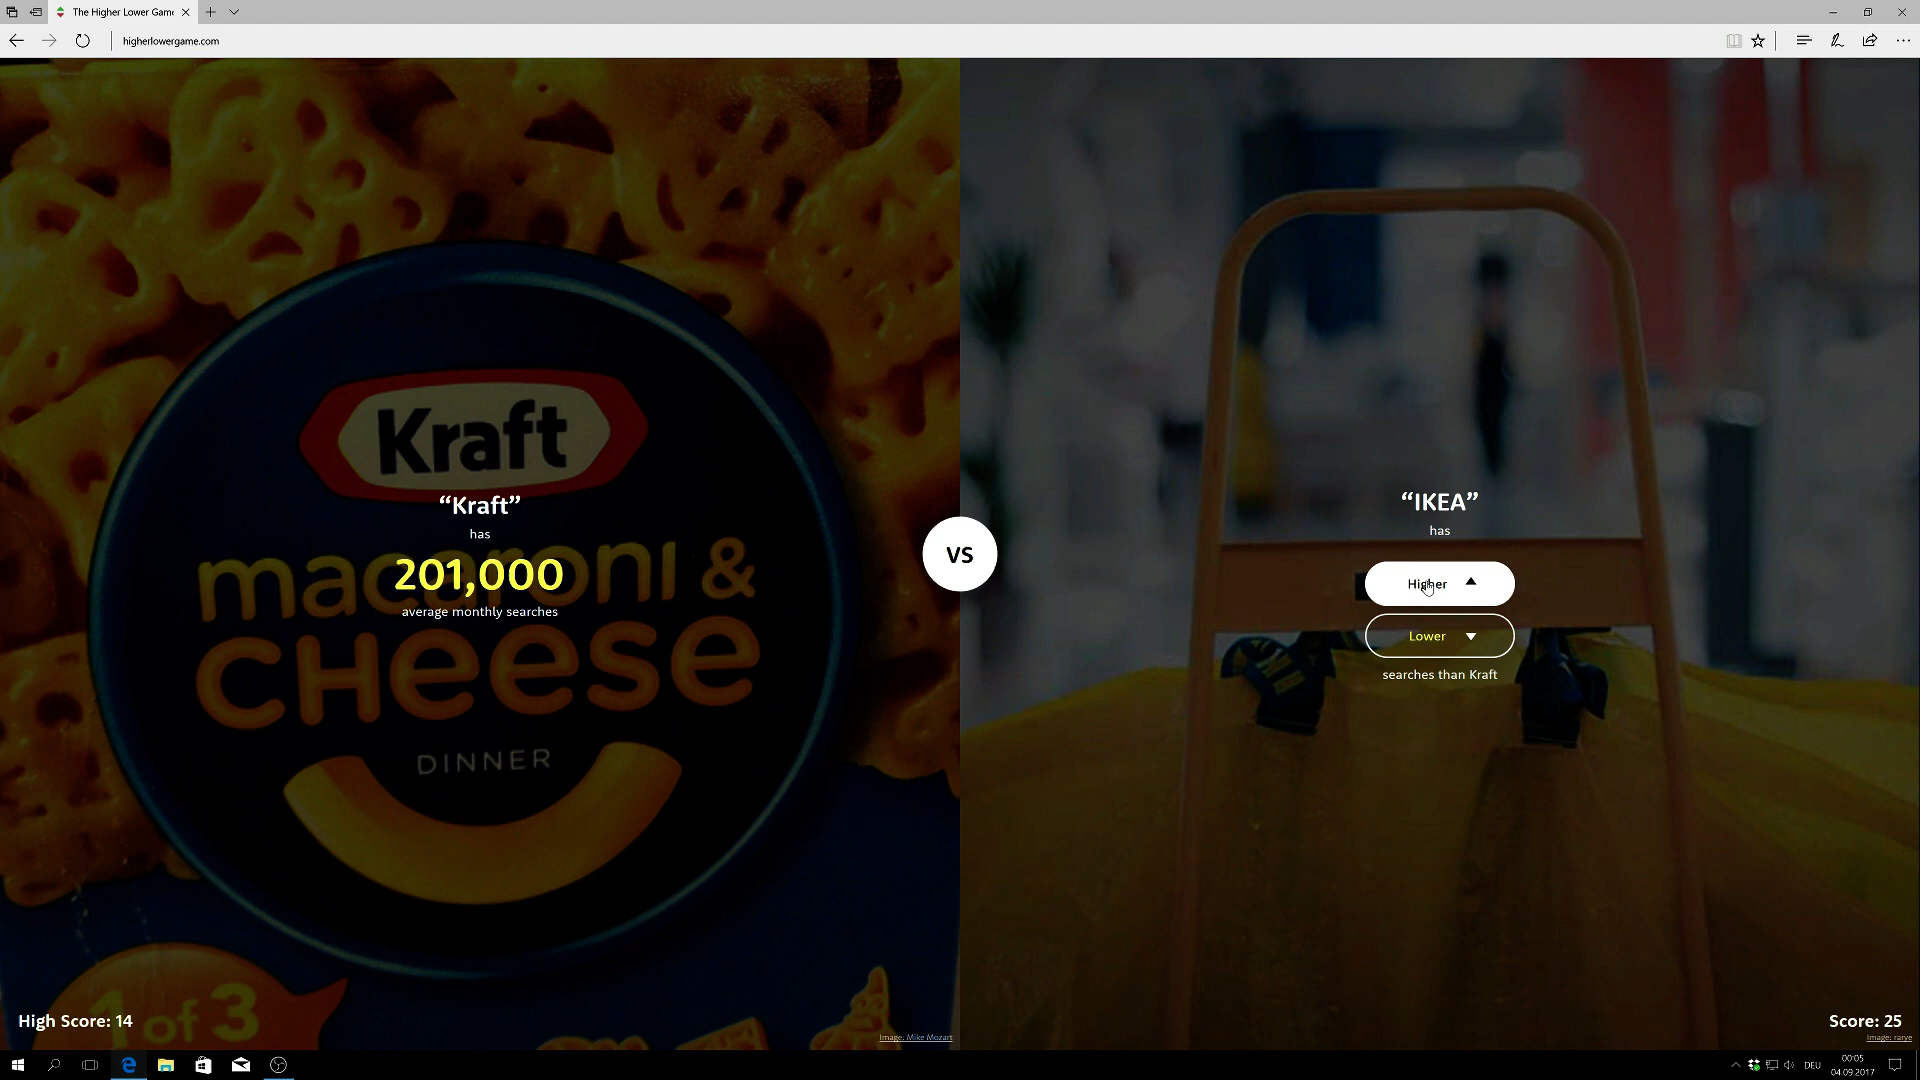 The Higher Lower Game
higherlowergame.com
Kraft
“Kraft”
has
macaroni &
201,000
average monthly searches
CHeeSe
DINNER
1 of 3
High Score: 14
Image: Mike Mozart
VS
“IKEA”
has
Higher
Lower
searches than Kraft
Score: 25
Image: rarye
DEU
00:05
04.09.2017